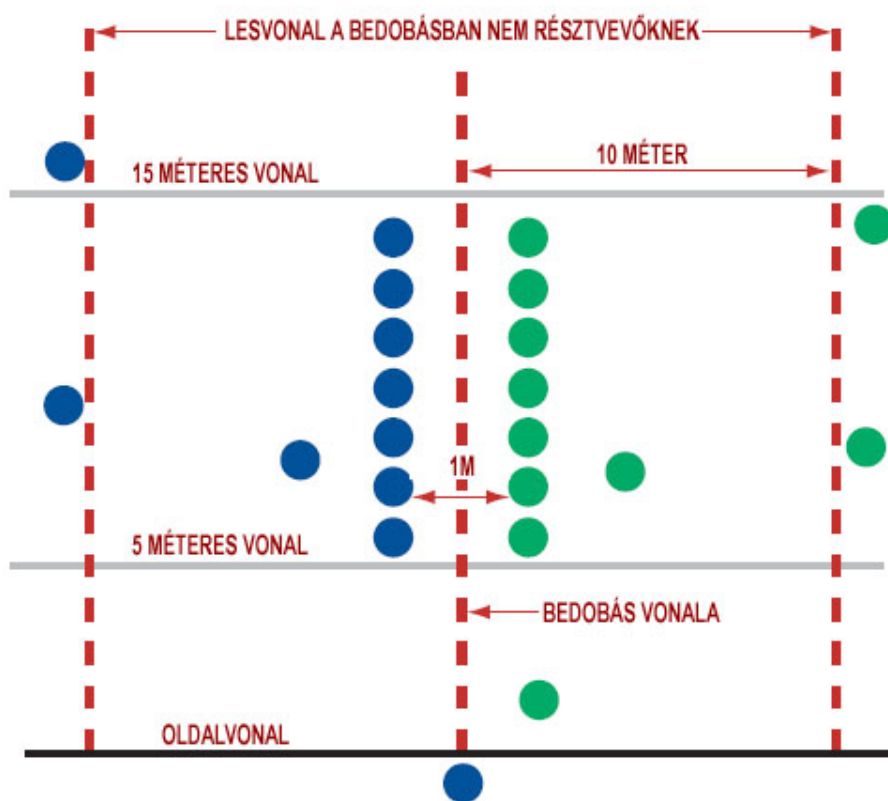 LESVONAL A BEDOBÁSBAN NEM RÉSZTVEVŐKNEK
10 MÉTER
15 MÉTERES VONAL
1M
5 MÉTERES VONAL
BEDOBÁS VONALA
OLDALVONAL